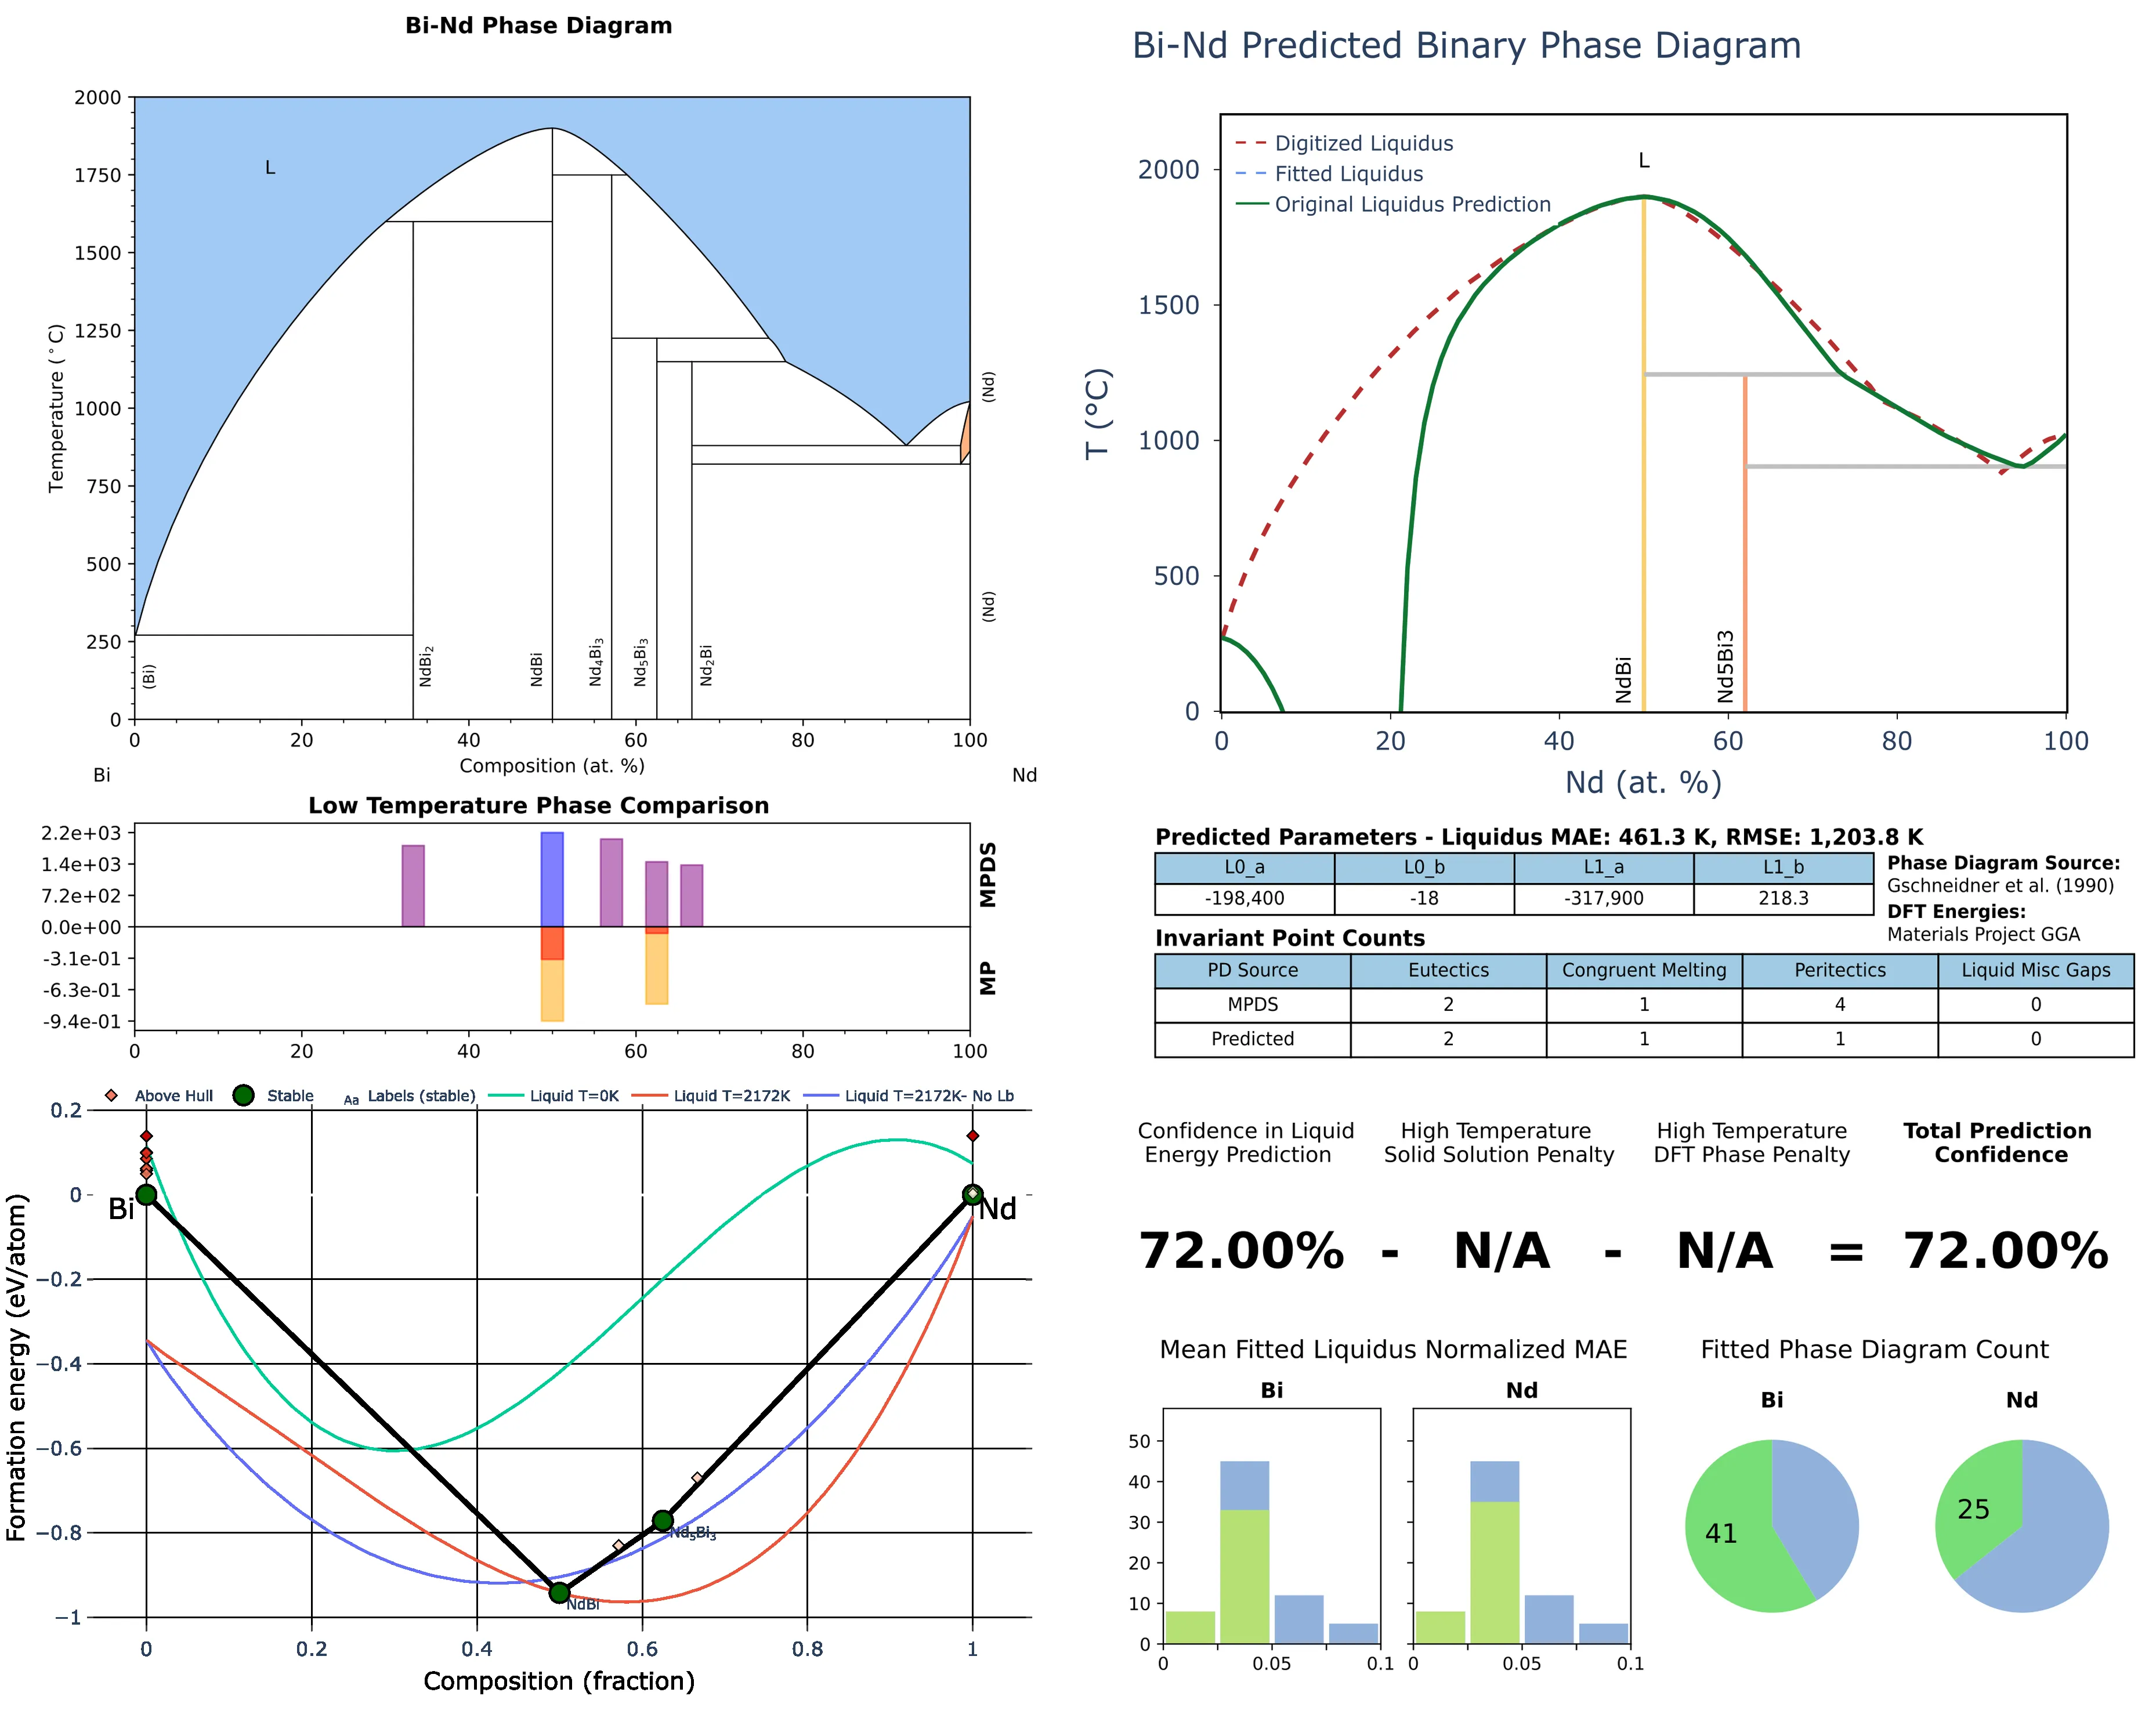 Bi-Nd Phase Diagram
2000
1750
1500
1250
1000
750
500
250
0
Temperature (°C)
L
(Bi)
NdBi₂
NdBi
Nd₄Bi₃
Nd₅Bi₃
Nd₂Bi
(Nd)
(Nd)
0 20 40 60 80 100
Composition (at. %)
Bi Nd
Bi-Nd Predicted Binary Phase Diagram
Digitized Liquidus
Fitted Liquidus
Original Liquidus Prediction
L
2000
1500
1000
500
0
T (°C)
NdBi
Nd5Bi3
0 20 40 60 80 100
Nd (at. %)
Low Temperature Phase Comparison
2.2e+03
1.4e+03
7.2e+02
0.0e+00
-3.1e-01
-6.3e-01
-9.4e-01
MPDS
MP
0 20 40 60 80 100
Predicted Parameters - Liquidus MAE: 461.3 K, RMSE: 1,203.8 K
L0_a L0_b L1_a L1_b
-198,400 -18 -317,900 218.3
Phase Diagram Source:
Gschneidner et al. (1990)
DFT Energies:
Materials Project GGA
Invariant Point Counts
PD Source Eutectics Congruent Melting Peritectics Liquid Misc Gaps
MPDS 2 1 4 0
Predicted 2 1 1 0
Above Hull Stable Aa Labels (stable) Liquid T=0K Liquid T=2172K Liquid T=2172K- No Lb
0.2
0
−0.2
−0.4
−0.6
−0.8
−1
Formation energy (eV/atom)
Bi
Nd
Nd₅Bi₃
NdBi
0 0.2 0.4 0.6 0.8 1
Composition (fraction)
Confidence in Liquid
Energy Prediction
High Temperature
Solid Solution Penalty
High Temperature
DFT Phase Penalty
Total Prediction
Confidence
72.00% - N/A - N/A = 72.00%
Mean Fitted Liquidus Normalized MAE
Bi Nd
50
40
30
20
10
0
0 0.05 0.1
0 0.05 0.1
Fitted Phase Diagram Count
Bi Nd
41
25